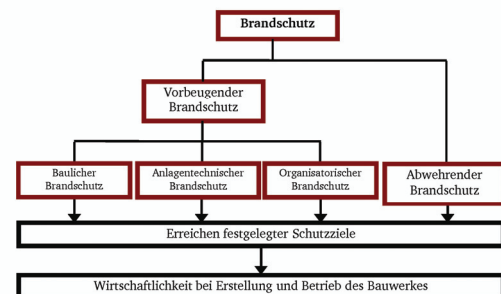 Brandschutz
Vorbeugender
Brandschutz
Baulicher
Brandschutz
Anlagentechnischer
Brandschutz
Organisatorischer
Brandschutz
Abwehrender
Brandschutz
Erreichen festgelegter Schutzziele
Wirtschaftlichkeit bei Erstellung und Betrieb des Bauwerkes